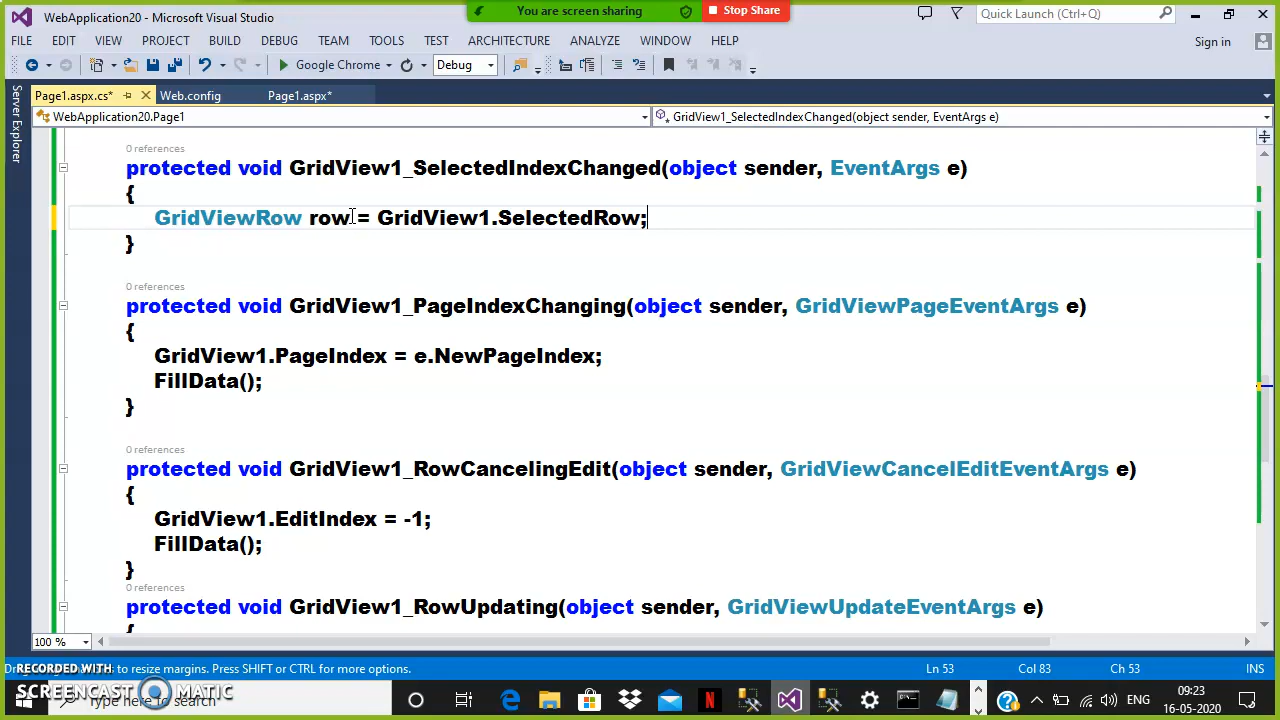 WebApplication20 - Microsoft Visual Studio
You are screen sharing
Stop Share
Quick Launch (Ctrl+Q)
FILE EDIT VIEW PROJECT BUILD DEBUG TEAM TOOLS TEST ARCHITECTURE ANALYZE WINDOW HELP
Sign in
Google Chrome Debug
Server Explorer
Page1.aspx.cs* Web.config Page1.aspx*
WebApplication20.Page1 GridView1_SelectedIndexChanged(object sender, EventArgs e)
0 references
protected void GridView1_SelectedIndexChanged(object sender, EventArgs e)
{
GridViewRow row = GridView1.SelectedRow;
}
0 references
protected void GridView1_PageIndexChanging(object sender, GridViewPageEventArgs e)
{
GridView1.PageIndex = e.NewPageIndex;
FillData();
}
0 references
protected void GridView1_RowCancelingEdit(object sender, GridViewCancelEditEventArgs e)
{
GridView1.EditIndex = -1;
FillData();
}
0 references
protected void GridView1_RowUpdating(object sender, GridViewUpdateEventArgs e)
{
100 %
to resize margins. Press SHIFT or CTRL for more options. Ln 53 Col 83 Ch 53 INS
RECORDED WITH
SCREENCAST MATIC
here to search
ENG
09:23
16-05-2020